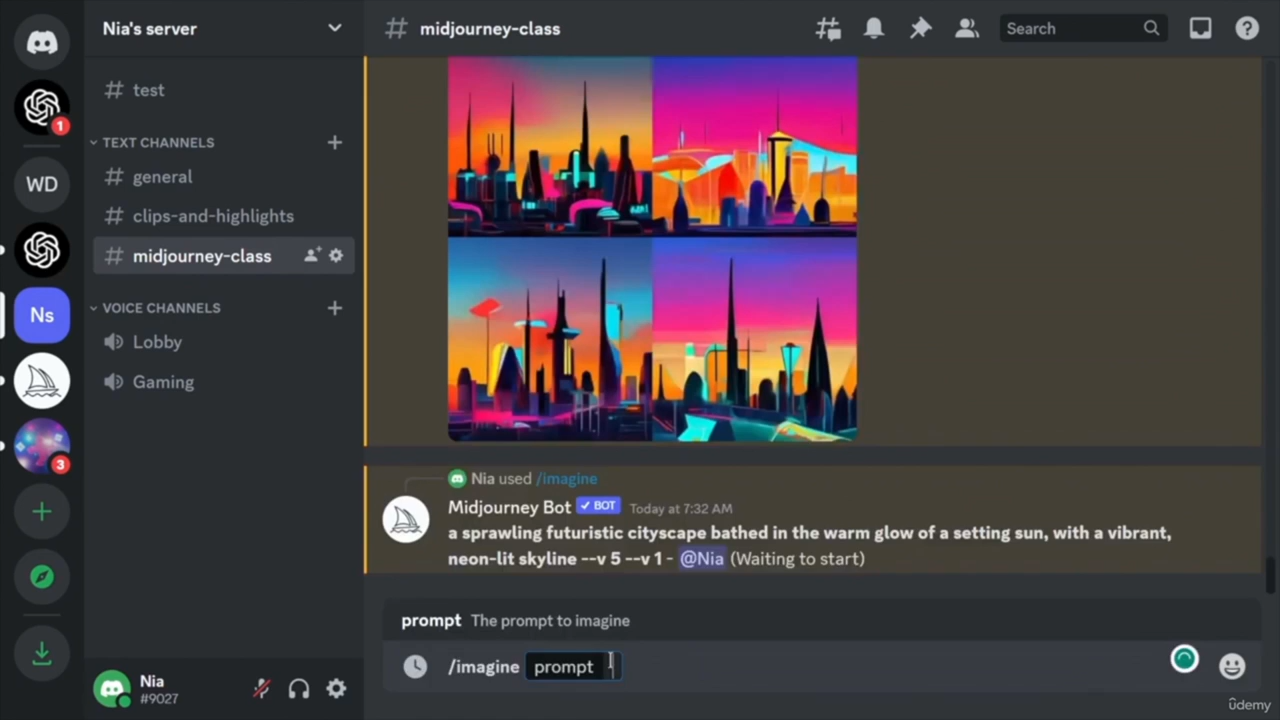 Nia's server
# midjourney-class
Search
1
# test
TEXT CHANNELS
WD
# general
# clips-and-highlights
# midjourney-class
VOICE CHANNELS
Ns
Lobby
Gaming
3
Nia used /imagine
Midjourney Bot ✓ BOT Today at 7:32 AM
a sprawling futuristic cityscape bathed in the warm glow of a setting sun, with a vibrant,
neon-lit skyline --v 5 --v 1 - @Nia (Waiting to start)
prompt The prompt to imagine
/imagine prompt
Nia
#9027
ûdemy